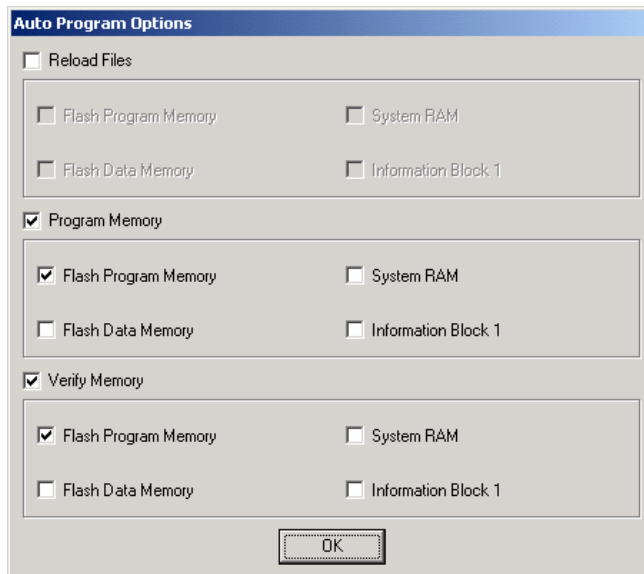 Auto Program Options
Reload Files
Flash Program Memory System RAM
Flash Data Memory Information Block 1
Program Memory
Flash Program Memory System RAM
Flash Data Memory Information Block 1
Verify Memory
Flash Program Memory System RAM
Flash Data Memory Information Block 1
OK